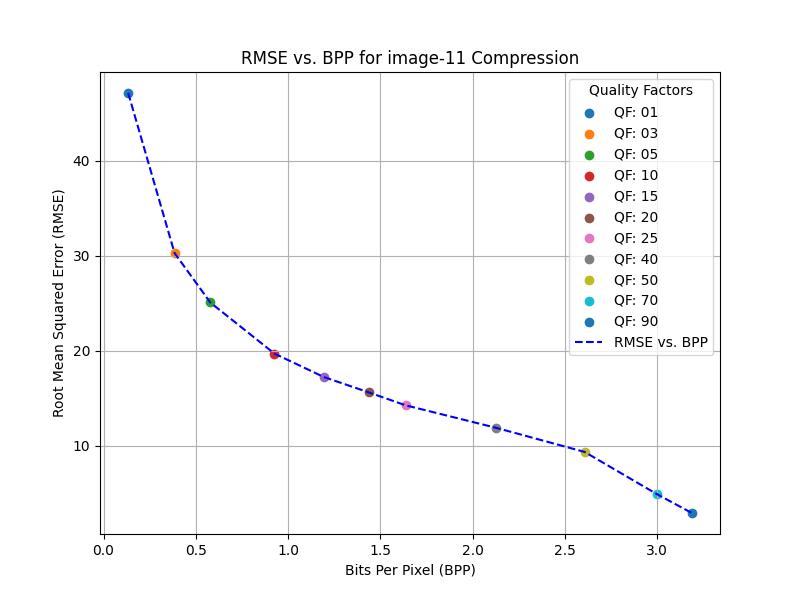 RMSE vs. BPP for image-11 Compression
Root Mean Squared Error (RMSE)
40
30
20
10
Quality Factors
QF: 01
QF: 03
QF: 05
QF: 10
QF: 15
QF: 20
QF: 25
QF: 40
QF: 50
QF: 70
QF: 90
RMSE vs. BPP
0.0 0.5 1.0 1.5 2.0 2.5 3.0
Bits Per Pixel (BPP)